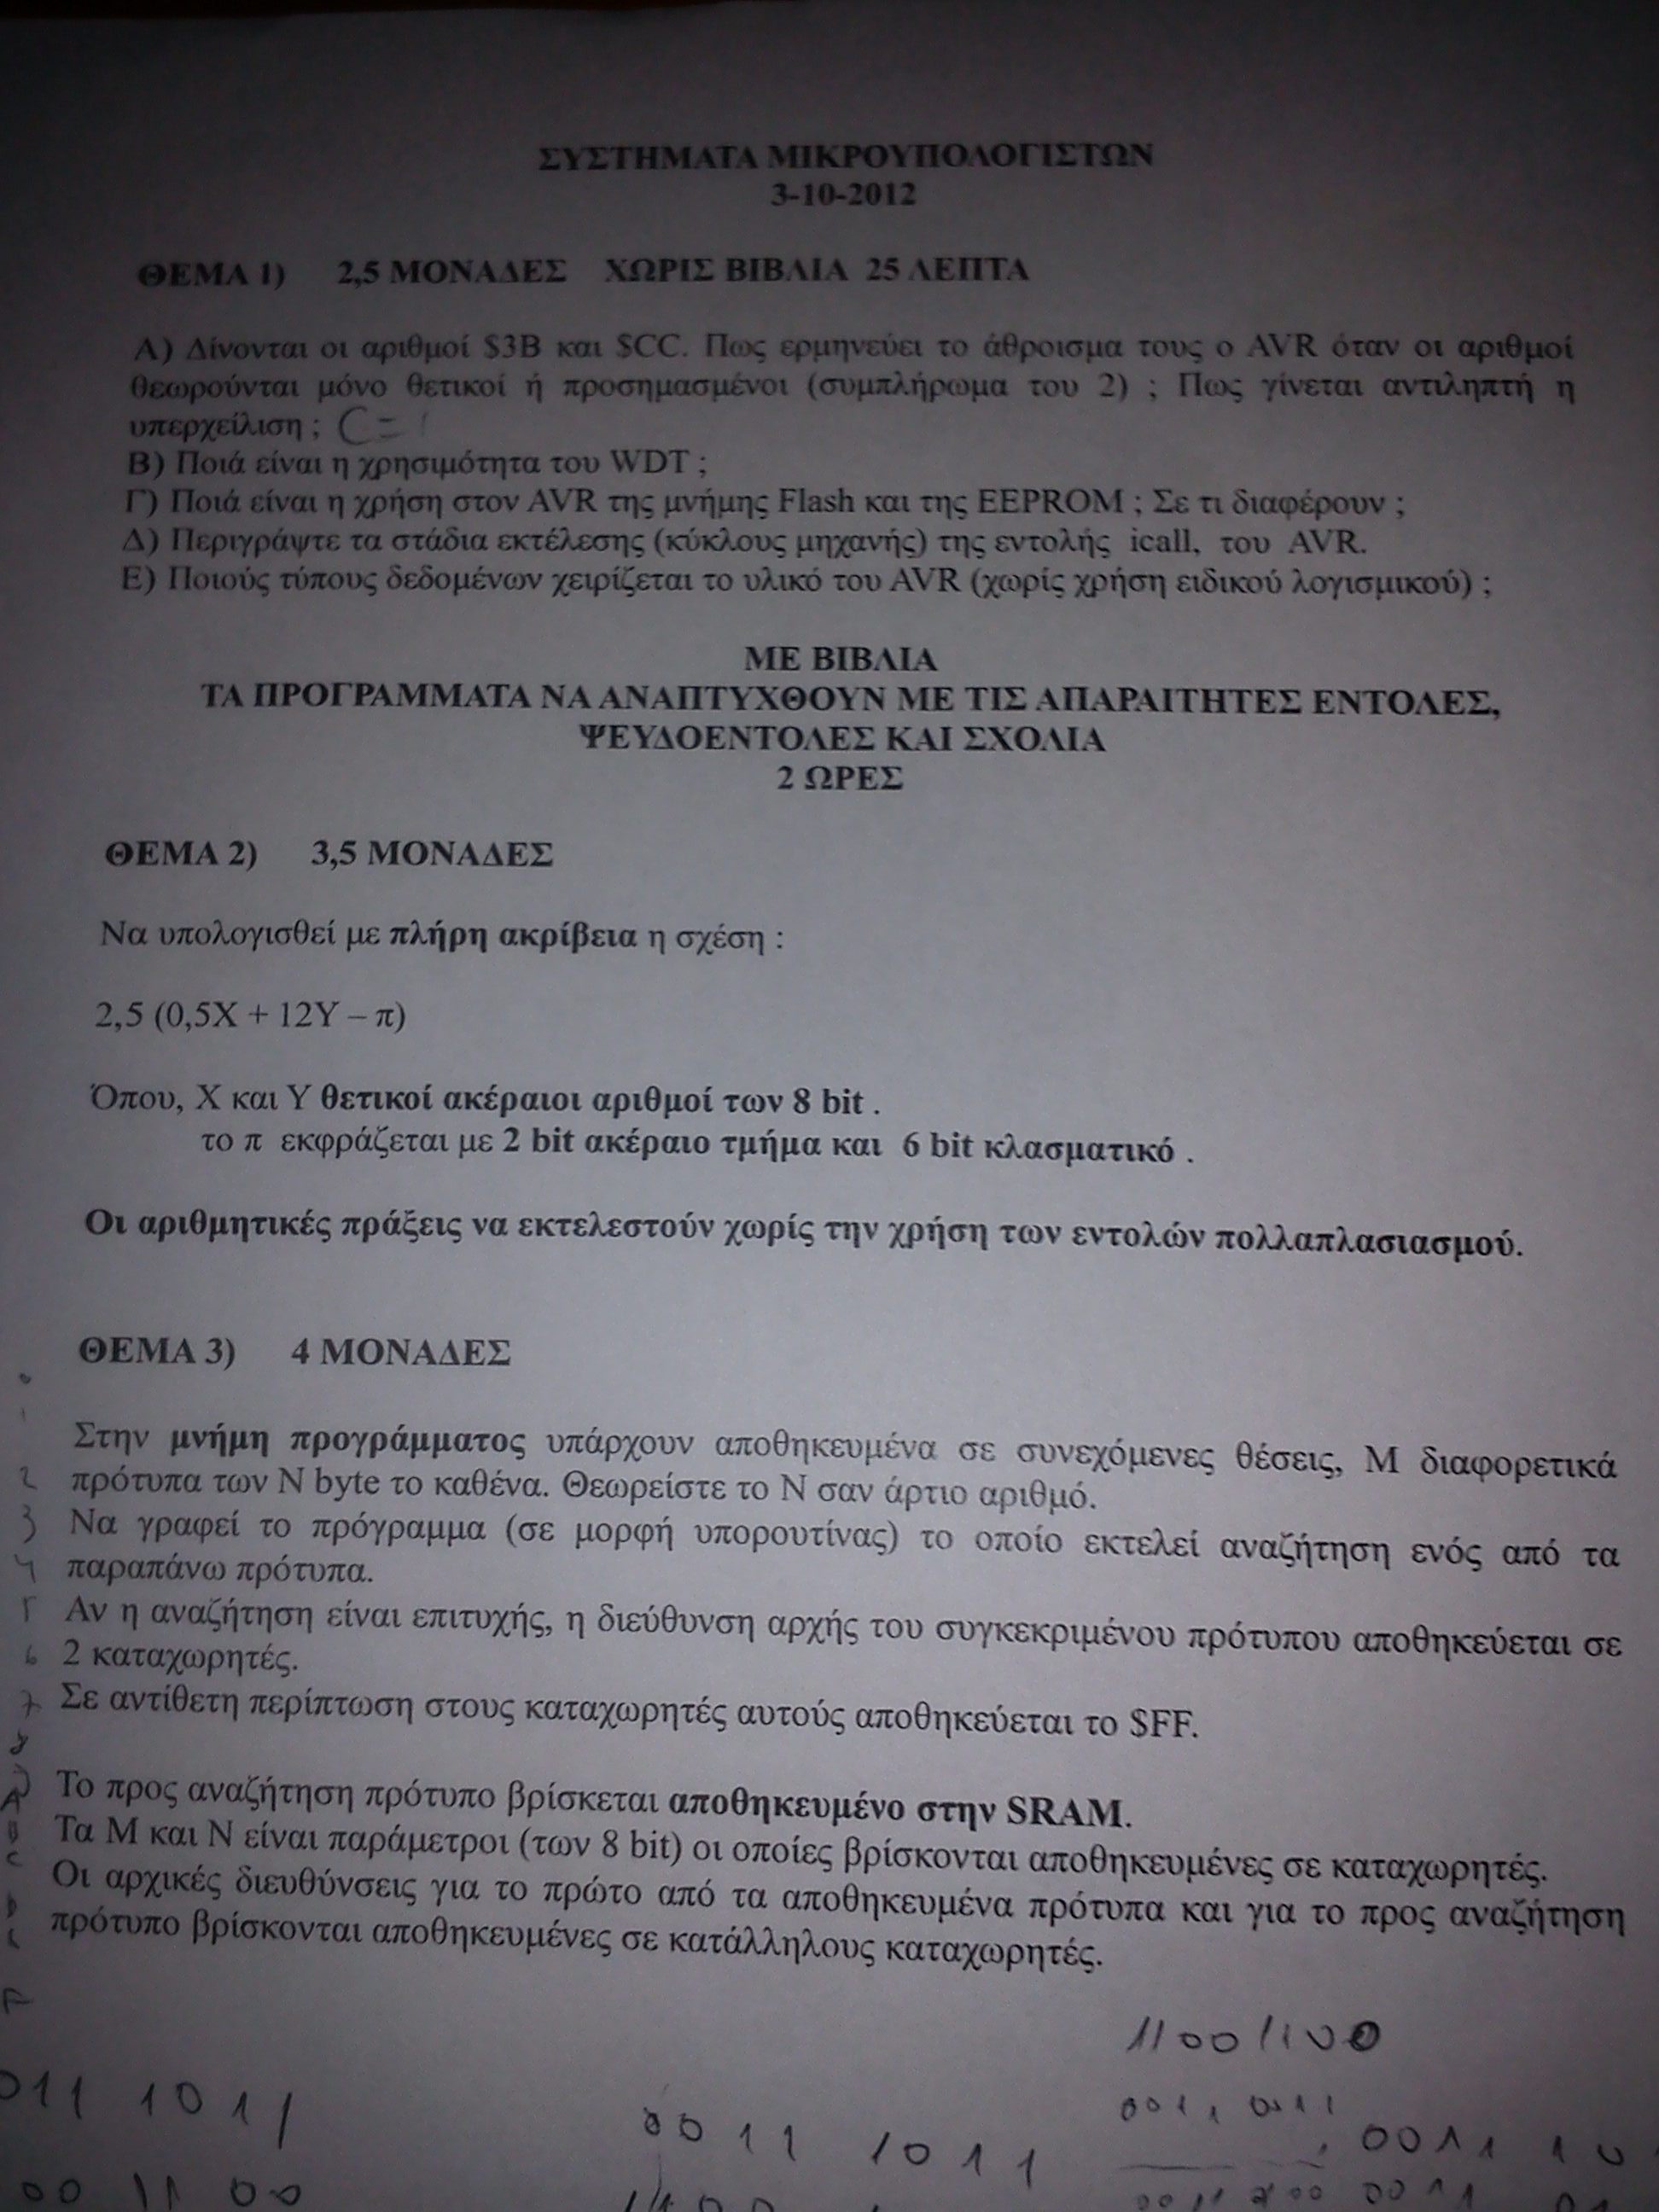 ΣΥΣΤΗΜΑΤΑ ΜΙΚΡΟΥΠΟΛΟΓΙΣΤΩΝ
3-10-2012
ΘΕΜΑ 1) 2,5 ΜΟΝΑΔΕΣ ΧΩΡΙΣ ΒΙΒΛΙΑ 25 ΛΕΠΤΑ
Α) Δίνονται οι αριθμοί $3B και $CC. Πως ερμηνεύει το άθροισμα τους ο AVR όταν οι αριθμοί
θεωρούνται μόνο θετικοί ή προσημασμένοι (συμπλήρωμα του 2) ; Πως γίνεται αντιληπτή η
υπερχείλιση ; C = 1
Β) Ποιά είναι η χρησιμότητα του WDT ;
Γ) Ποιά είναι η χρήση στον AVR της μνήμης Flash και της EEPROM ; Σε τι διαφέρουν ;
Δ) Περιγράψτε τα στάδια εκτέλεσης (κύκλους μηχανής) της εντολής icall, του AVR.
Ε) Ποιούς τύπους δεδομένων χειρίζεται το υλικό του AVR (χωρίς χρήση ειδικού λογισμικού) ;
ΜΕ ΒΙΒΛΙΑ
ΤΑ ΠΡΟΓΡΑΜΜΑΤΑ ΝΑ ΑΝΑΠΤΥΧΘΟΥΝ ΜΕ ΤΙΣ ΑΠΑΡΑΙΤΗΤΕΣ ΕΝΤΟΛΕΣ,
ΨΕΥΔΟΕΝΤΟΛΕΣ ΚΑΙ ΣΧΟΛΙΑ
2 ΩΡΕΣ
ΘΕΜΑ 2) 3,5 ΜΟΝΑΔΕΣ
Να υπολογισθεί με πλήρη ακρίβεια η σχέση :
2,5 (0,5X + 12Y – π)
Όπου, X και Y θετικοί ακέραιοι αριθμοί των 8 bit .
το π εκφράζεται με 2 bit ακέραιο τμήμα και 6 bit κλασματικό .
Οι αριθμητικές πράξεις να εκτελεστούν χωρίς την χρήση των εντολών πολλαπλασιασμού.
ΘΕΜΑ 3) 4 ΜΟΝΑΔΕΣ
Στην μνήμη προγράμματος υπάρχουν αποθηκευμένα σε συνεχόμενες θέσεις, M διαφορετικά
2 πρότυπα των N byte το καθένα. Θεωρείστε το N σαν άρτιο αριθμό.
3 Να γραφεί το πρόγραμμα (σε μορφή υπορουτίνας) το οποίο εκτελεί αναζήτηση ενός από τα
4 παραπάνω πρότυπα.
5 Αν η αναζήτηση είναι επιτυχής, η διεύθυνση αρχής του συγκεκριμένου πρότυπου αποθηκεύεται σε
6 2 καταχωρητές.
7 Σε αντίθετη περίπτωση στους καταχωρητές αυτούς αποθηκεύεται το $FF.
8
Το προς αναζήτηση πρότυπο βρίσκεται αποθηκευμένο στην SRAM.
Τα M και N είναι παράμετροι (των 8 bit) οι οποίες βρίσκονται αποθηκευμένες σε καταχωρητές.
Οι αρχικές διευθύνσεις για το πρώτο από τα αποθηκευμένα πρότυπα και για το προς αναζήτηση
πρότυπο βρίσκονται αποθηκευμένες σε κατάλληλους καταχωρητές.
F
11001100
011 1011
0011 1011
00 11 00